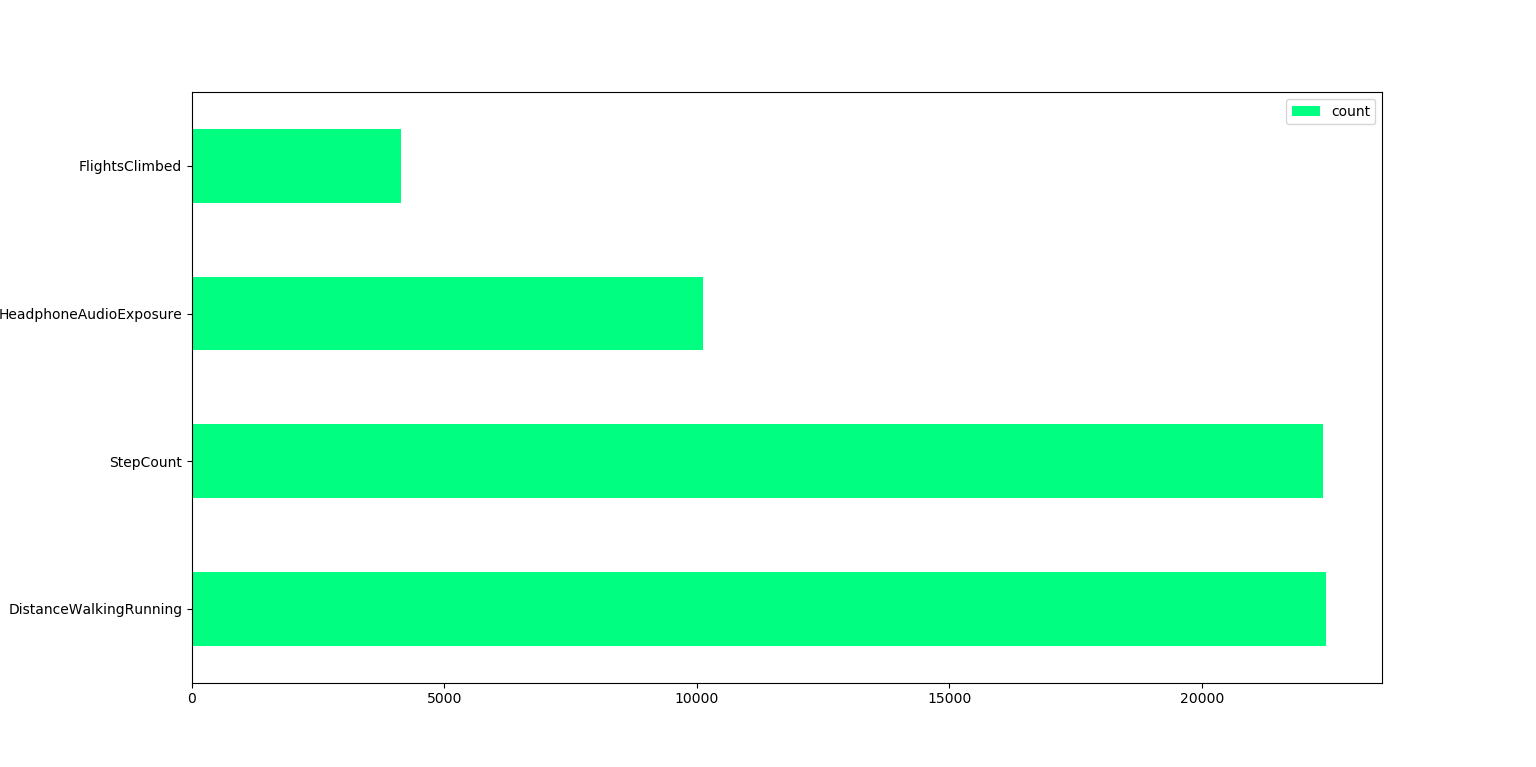 count
FlightsClimbed
HeadphoneAudioExposure
StepCount
DistanceWalkingRunning
0 5000 10000 15000 20000